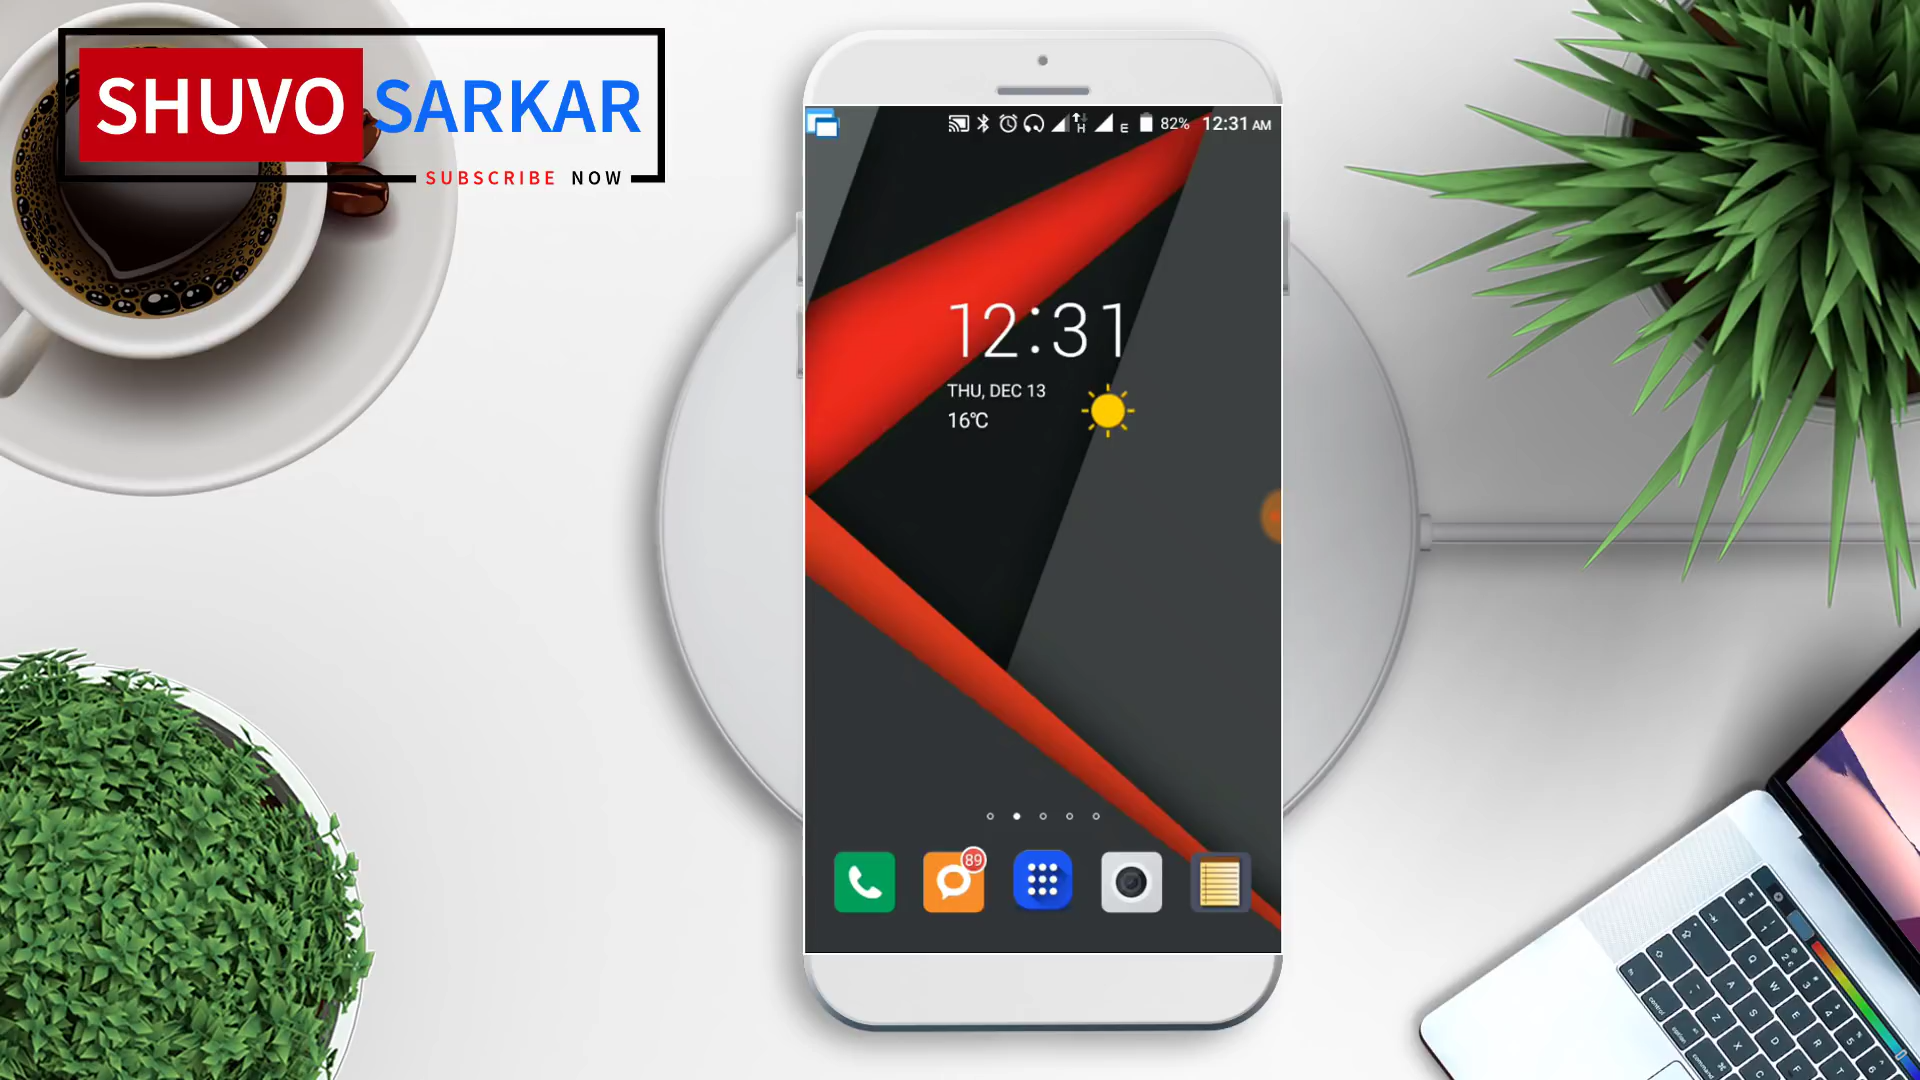 SHUVO SARKAR
SUBSCRIBE NOW
H E 82% 12:31 AM
12:31
THU, DEC 13
16°C
89